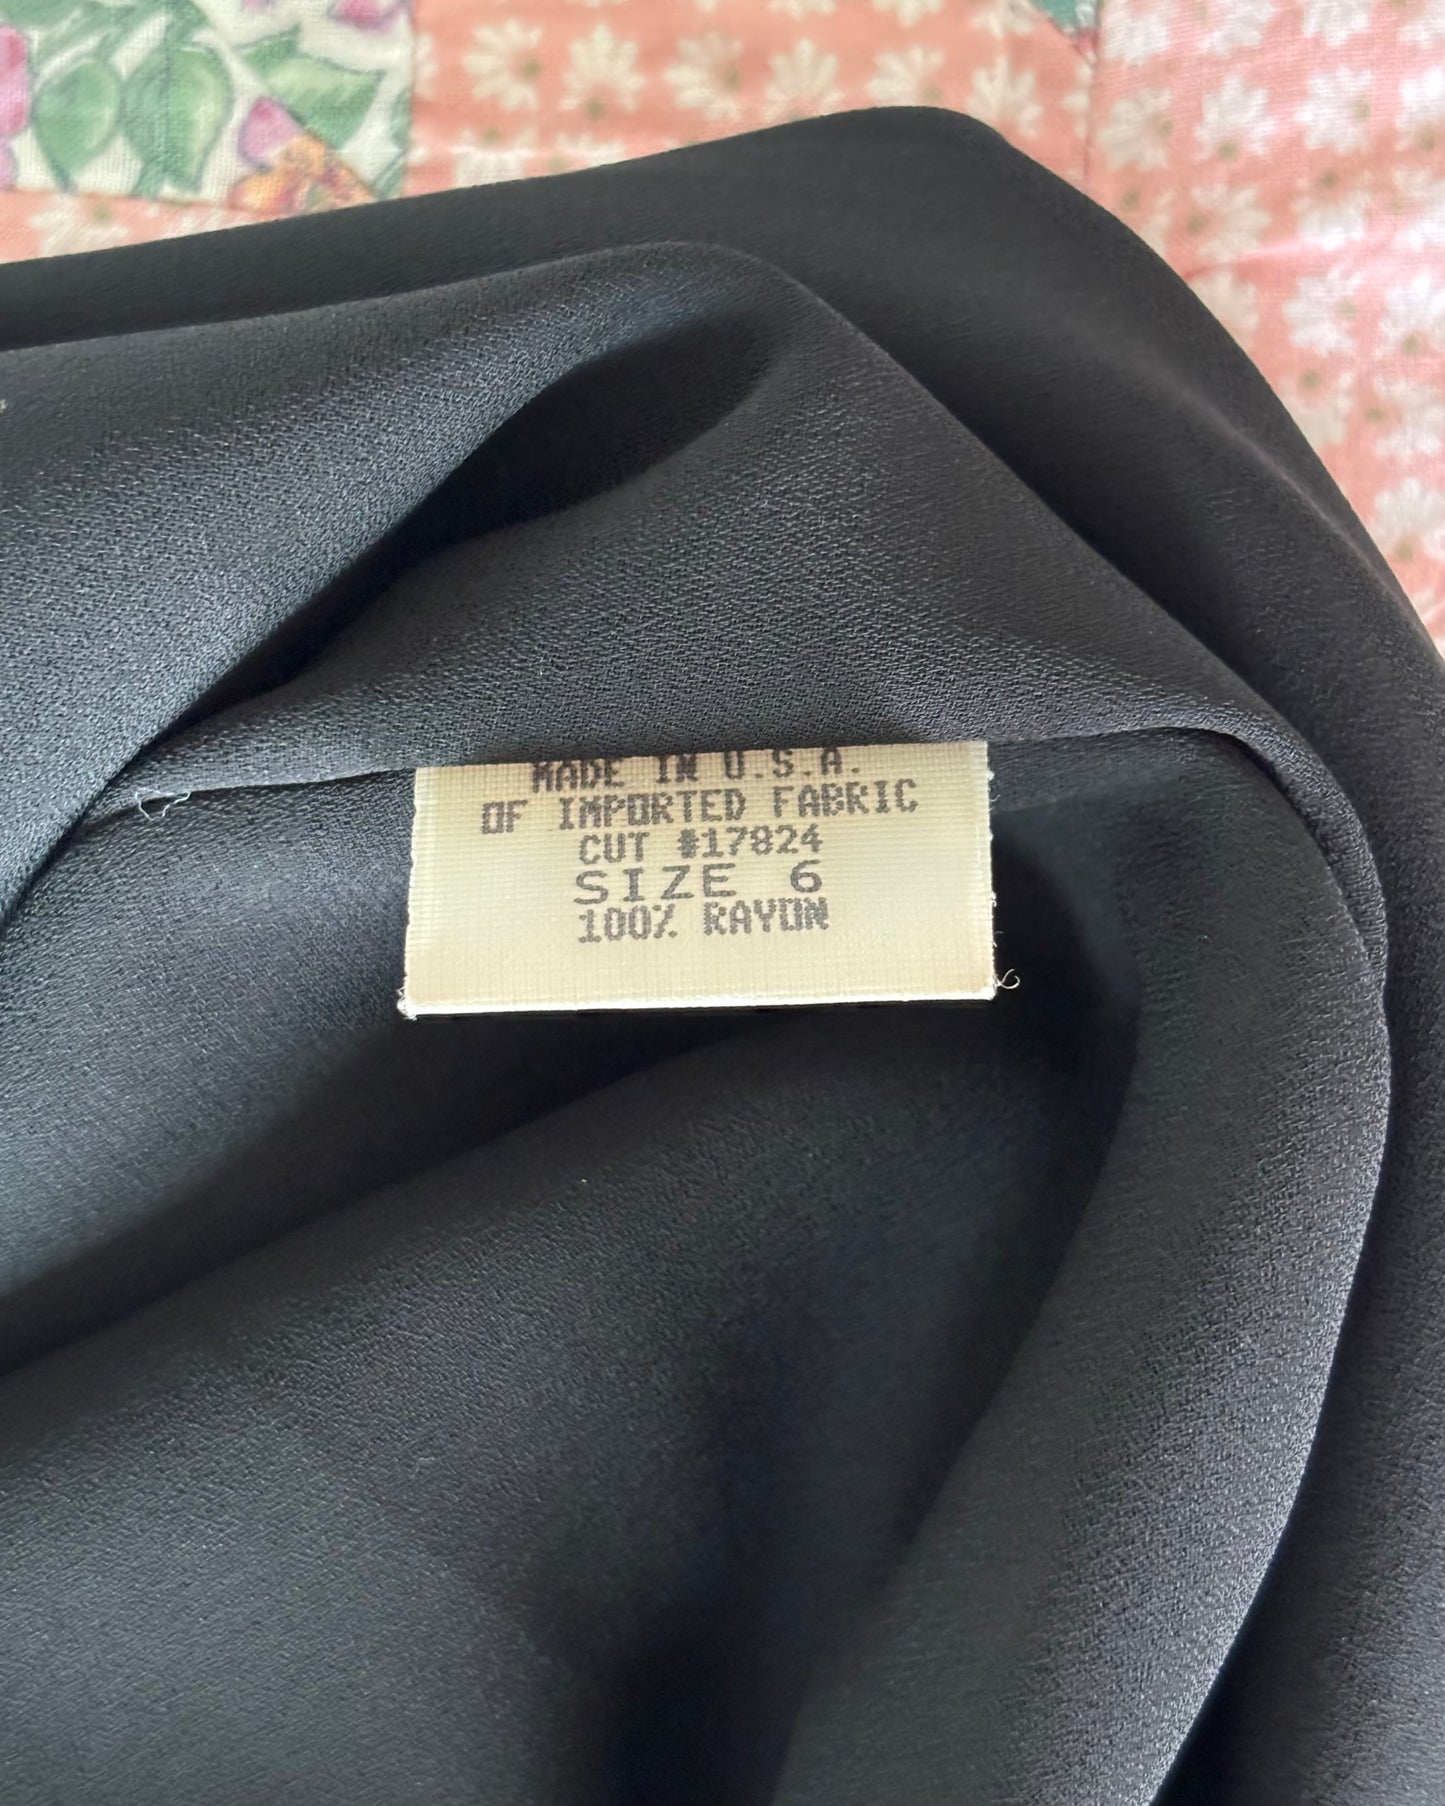 MADE IN U.S.A.
OF IMPORTED FABRIC
CUT #17824
SIZE 6
100% RAYON